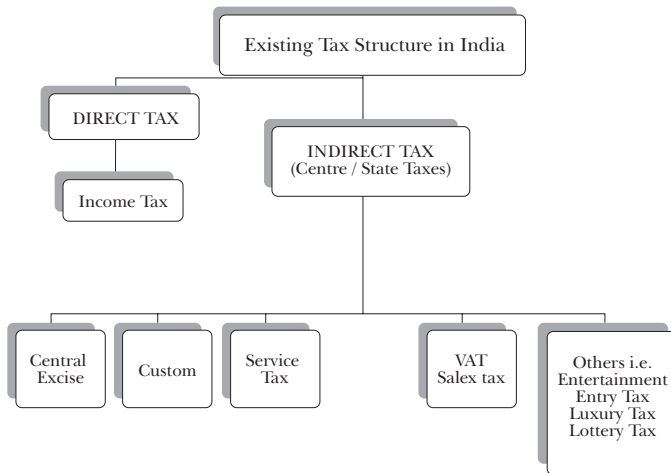 Existing Tax Structure in India
DIRECT TAX
INDIRECT TAX
(Centre / State Taxes)
Income Tax
Central
Excise
Custom
Service
Tax
VAT
Salex tax
Others i.e.
Entertainment
Entry Tax
Luxury Tax
Lottery Tax